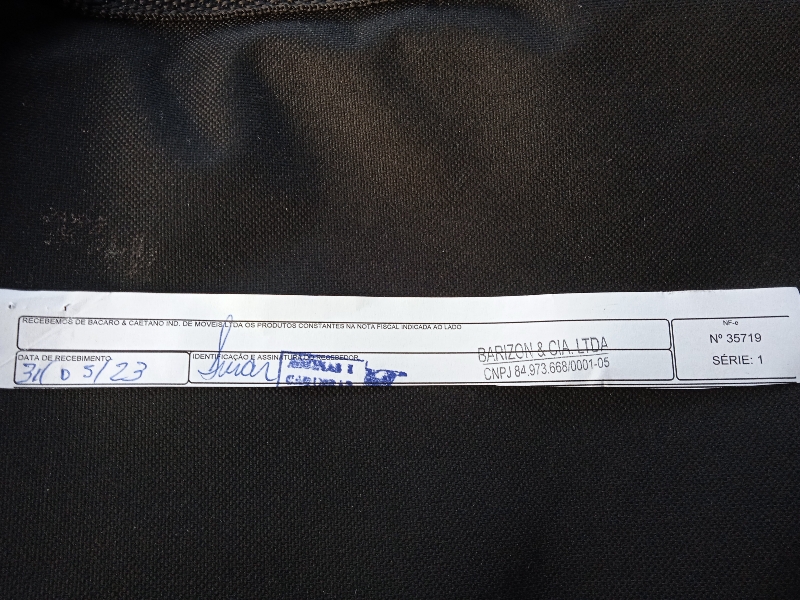 RECEBEMOS DE BACARO & CAETANO IND. DE MOVEIS LTDA OS PRODUTOS CONSTANTES NA NOTA FISCAL INDICADA AO LADO
NF-e
Nº 35719
SÉRIE: 1
DATA DE RECEBIMENTO
31/05/23
IDENTIFICAÇÃO E ASSINATURA DO RECEBEDOR
BARIZON & CIA. LTDA
CNPJ 84.973.668/0001-05